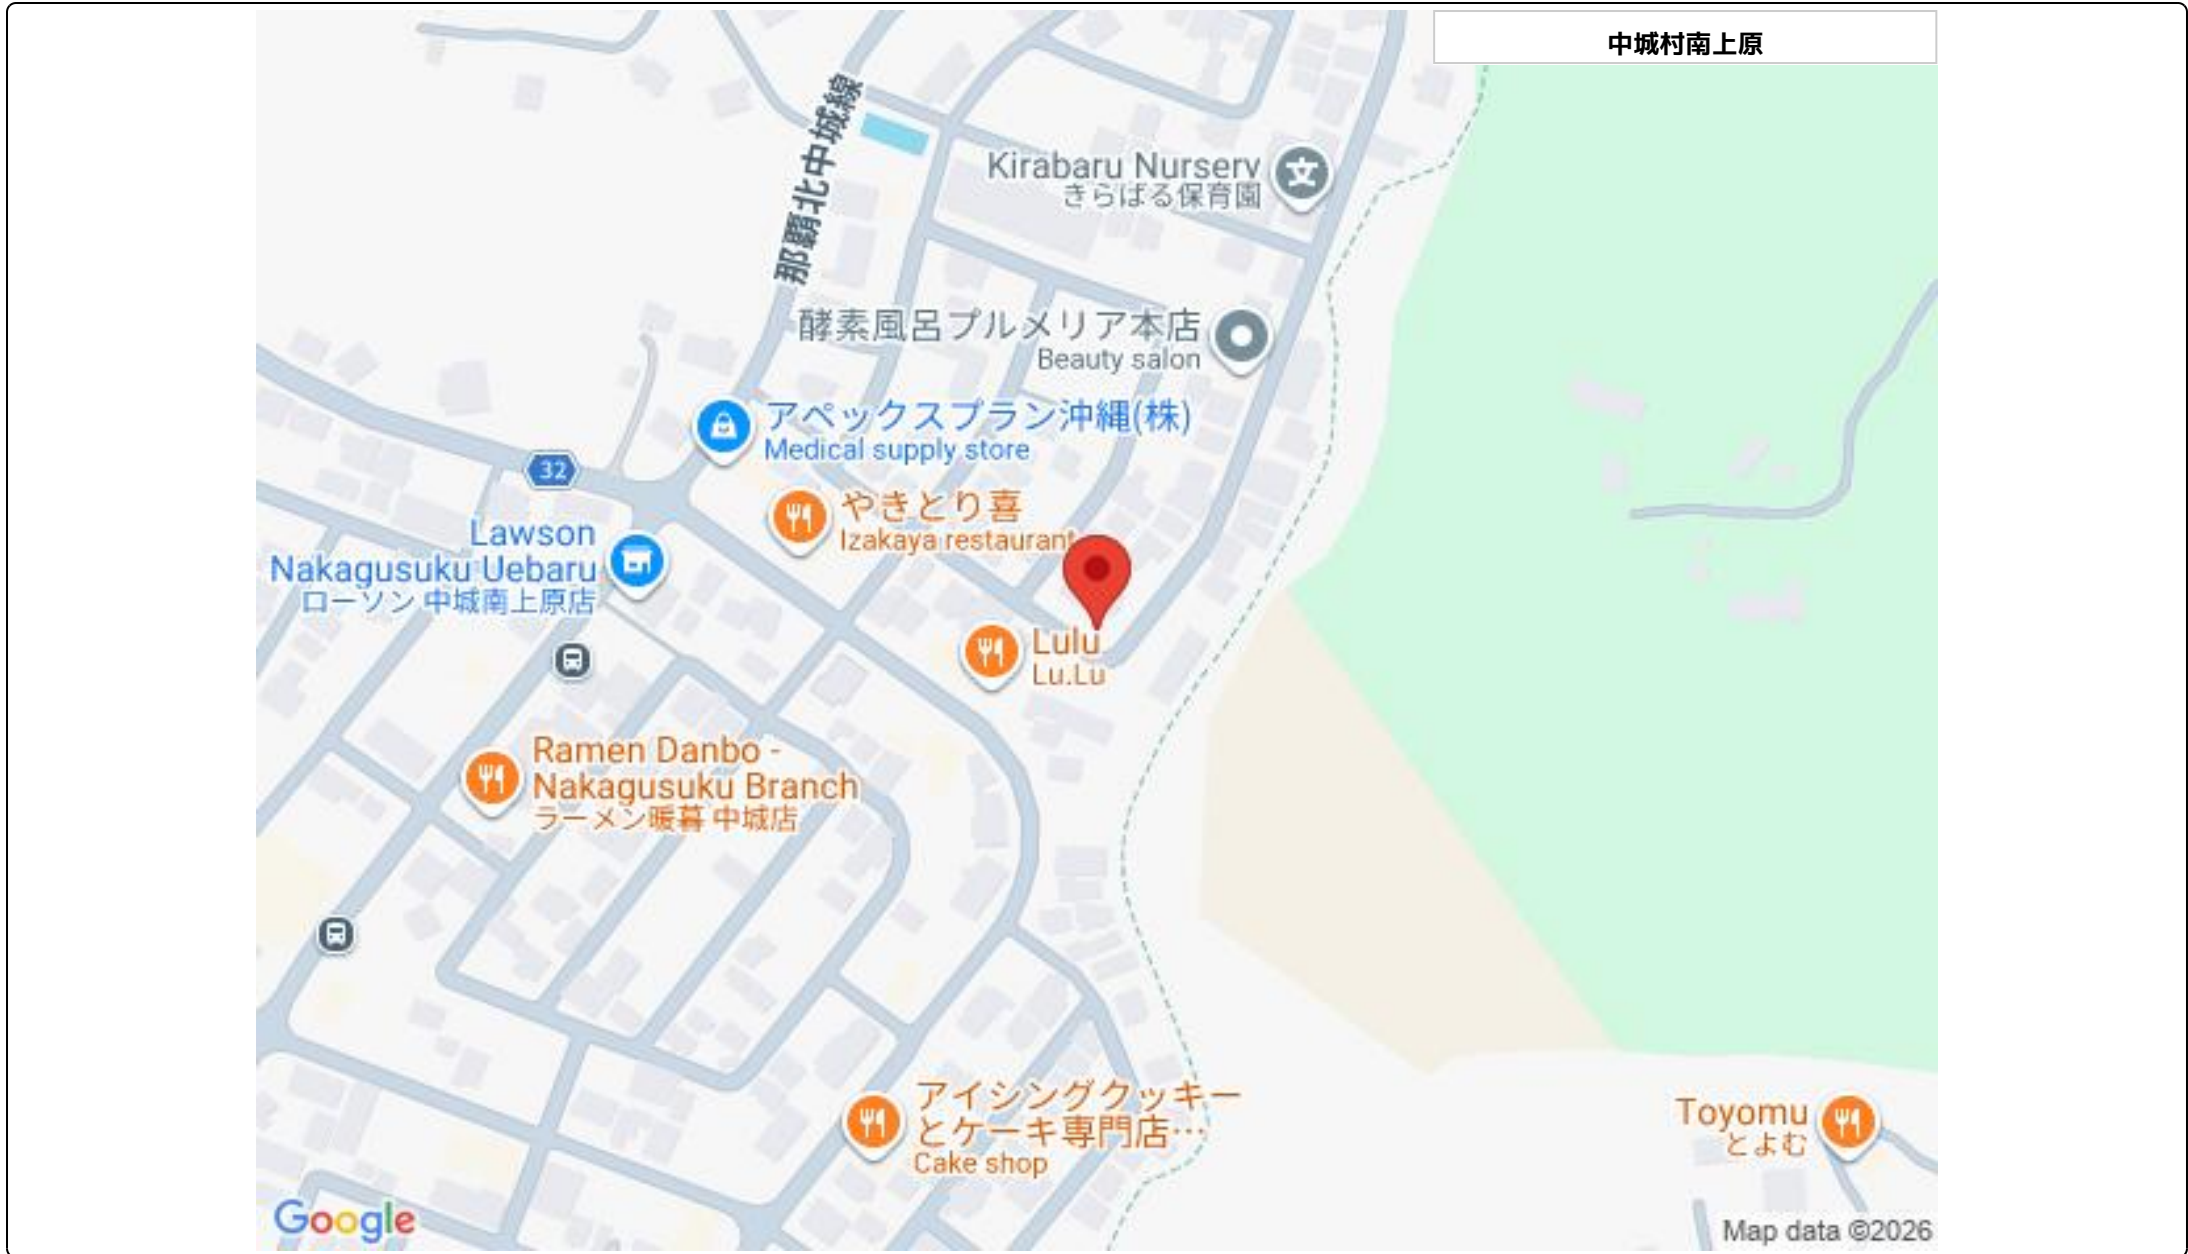 中城村南上原
那覇北中城線
Kirabaru Nursery
きらばる保育園
酵素風呂プルメリア本店
Beauty salon
アペックスプラン沖縄(株)
Medical supply store
32
やきとり喜
Izakaya restaurant
Lawson
Nakagusuku Uebaru
ローソン 中城南上原店
Lulu
Lu.Lu
Ramen Danbo -
Nakagusuku Branch
ラーメン暖暮 中城店
アイシングクッキー
とケーキ専門店…
Cake shop
Toyomu
とよむ
Google
Map data ©2026